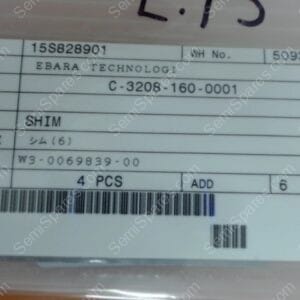 15S828901 WH No. 509
EBARA TECHNOLOGI
C-3208-160-0001
SHIM
シム(6)
W3-0069839-00
4 PCS ADD 6